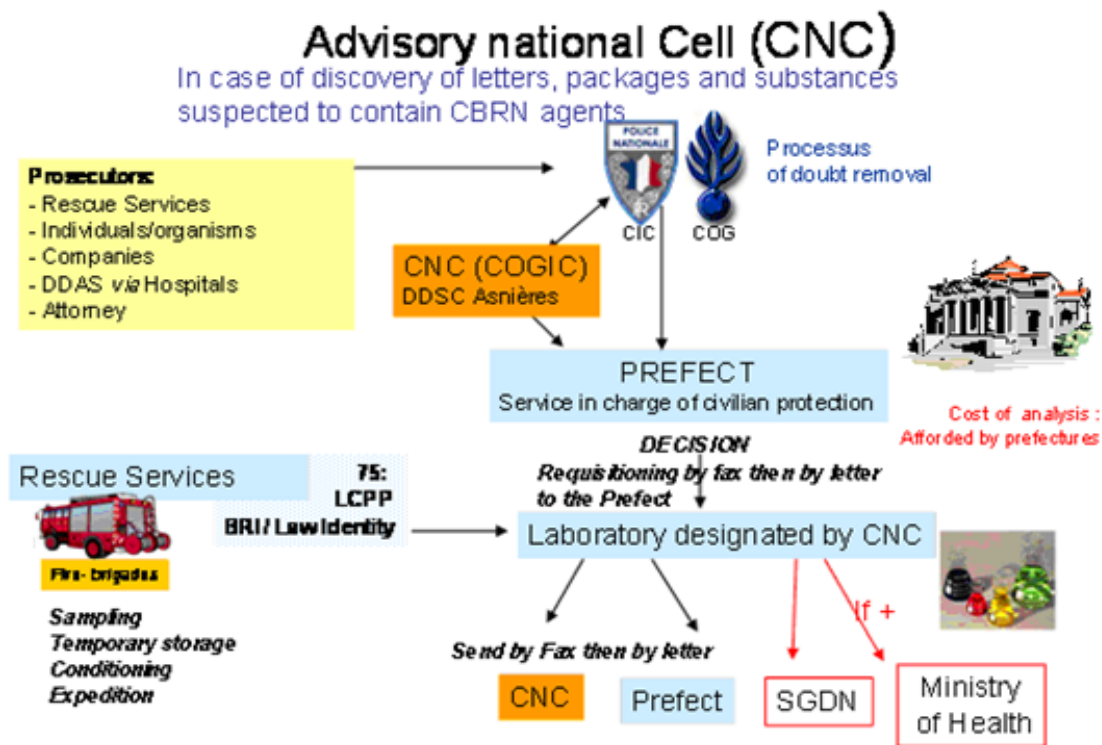 Advisory national Cell (CNC)
In case of discovery of letters, packages and substances
suspected to contain CBRN agents
POLICE
NATIONALE
R
CIC
COG
Processus
of doubt removal
Prosecutors:
- Rescue Services
- Individuals/organisms
- Companies
- DDAS via Hospitals
- Attorney
CNC (COGIC)
DDSC Asnières
PREFECT
Service in charge of civilian protection
Cost of analysis :
Afforded by prefectures
DECISION
Requisitioning by fax then by letter
to the Prefect
Rescue Services
75:
LCPP
BRI/ Law Identity
Fire- brigades
Sampling
Temporary storage
Conditioning
Expedition
Laboratory designated by CNC
If +
Send by Fax then by letter
CNC
Prefect
SGDN
Ministry
of Health